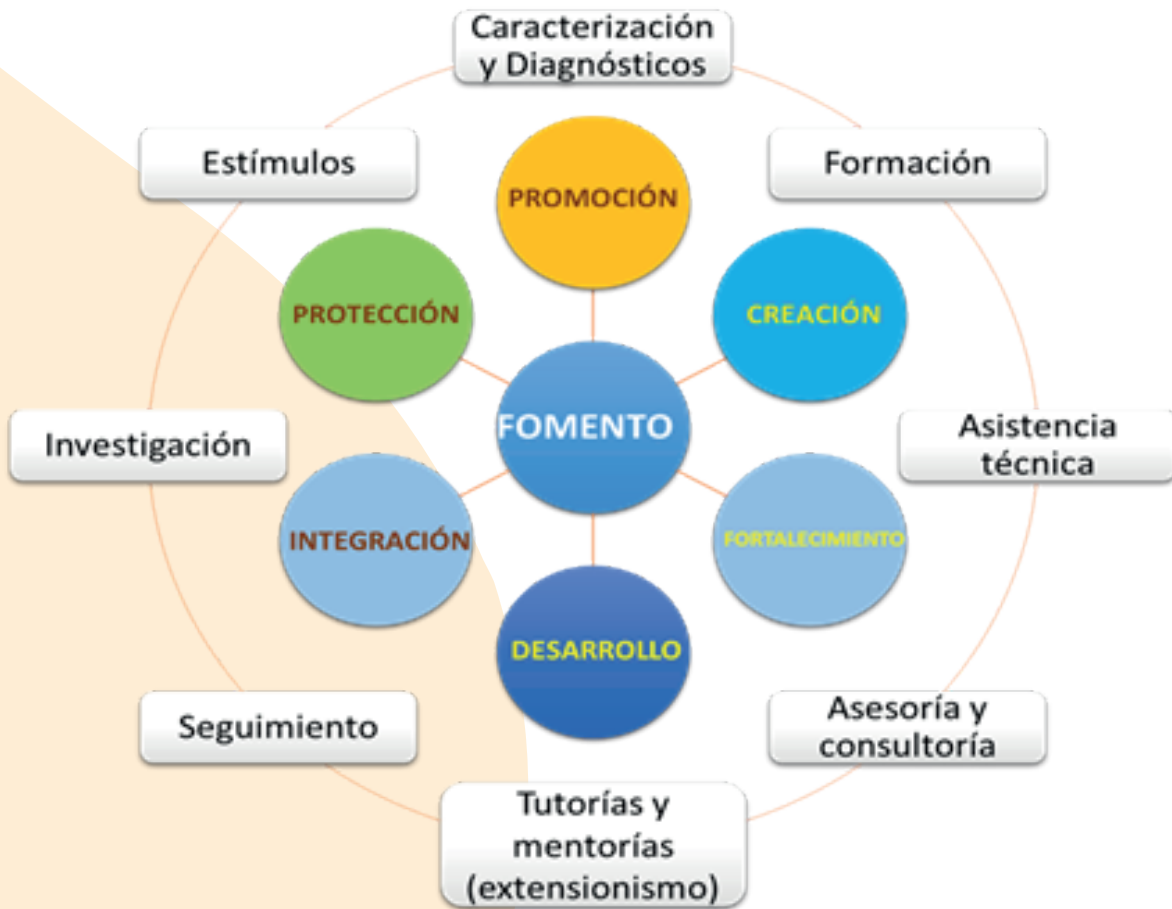 Caracterización
y Diagnósticos
Estímulos
Formación
PROMOCIÓN
PROTECCIÓN
CREACIÓN
FOMENTO
Investigación
Asistencia
técnica
INTEGRACIÓN
FORTALECIMIENTO
DESARROLLO
Seguimiento
Asesoría y
consultoría
Tutorías y
mentorías
(extensionismo)